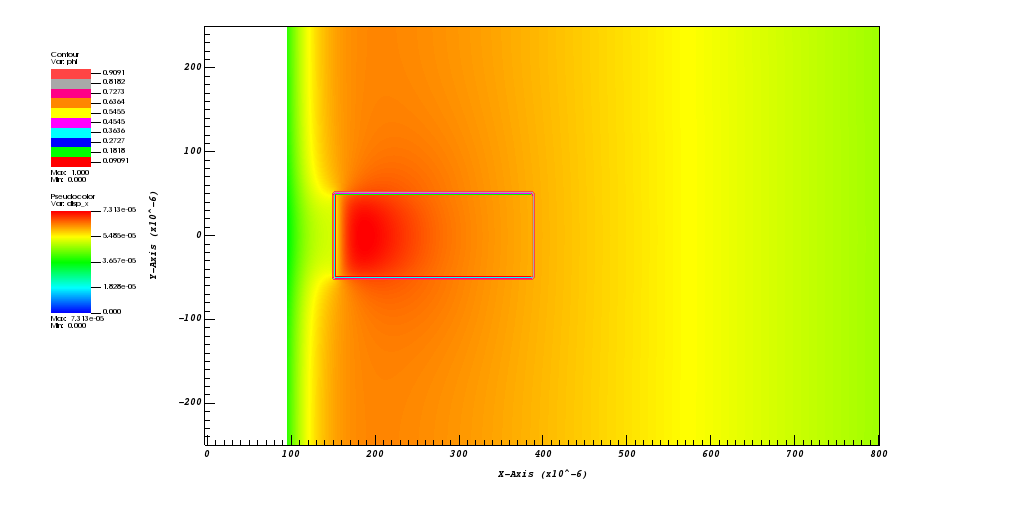 Contour
Var: phi
0.9091
0.8182
0.7273
0.6364
0.5455
0.4545
0.3636
0.2727
0.1818
0.09091
Max: 1.000
Min: 0.000
Pseudocolor
Var: disp_x
7.313e-05
5.485e-05
3.657e-05
1.828e-05
0.000
Max: 7.313e-05
Min: 0.000
Y-Axis (x10^-6)
200
100
0
-100
-200
0 100 200 300 400 500 600 700 800
X-Axis (x10^-6)